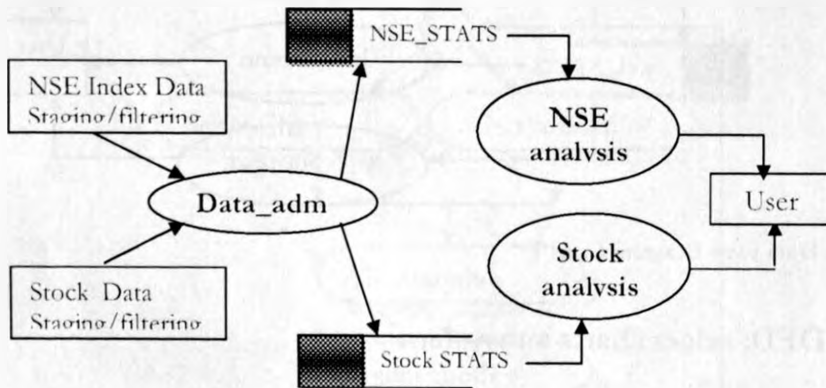 NSE_STATS
NSE Index Data
Staging/filtering
NSE
analysis
Data_adm
User
Stock Data
Staging/filtering
Stock
analysis
Stock STATS